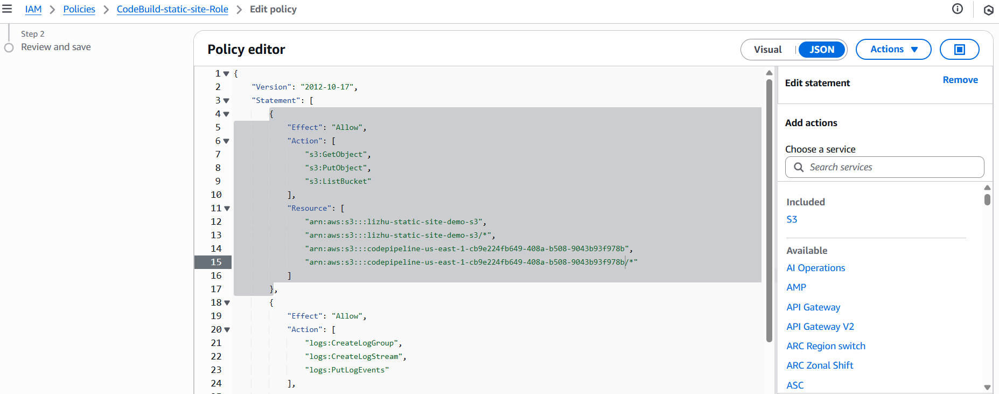 IAM > Policies > CodeBuild-static-site-Role > Edit policy
Step 2
Review and save
Policy editor
Visual | JSON
Actions
1 {
2 "Version": "2012-10-17",
3 "Statement": [
4 {
5 "Effect": "Allow",
6 "Action": [
7 "s3:GetObject",
8 "s3:PutObject",
9 "s3:ListBucket"
10 ],
11 "Resource": [
12 "arn:aws:s3:::lizhu-static-site-demo-s3",
13 "arn:aws:s3:::lizhu-static-site-demo-s3/*",
14 "arn:aws:s3:::codepipeline-us-east-1-cb9e224fb649-408a-b508-9043b93f978b",
15 "arn:aws:s3:::codepipeline-us-east-1-cb9e224fb649-408a-b508-9043b93f978b/*"
16 ]
17 },
18 {
19 "Effect": "Allow",
20 "Action": [
21 "logs:CreateLogGroup",
22 "logs:CreateLogStream",
23 "logs:PutLogEvents"
24 ],
Edit statement
Remove
Add actions
Choose a service
Search services
Included
S3
Available
AI Operations
AMP
API Gateway
API Gateway V2
ARC Region switch
ARC Zonal Shift
ASC